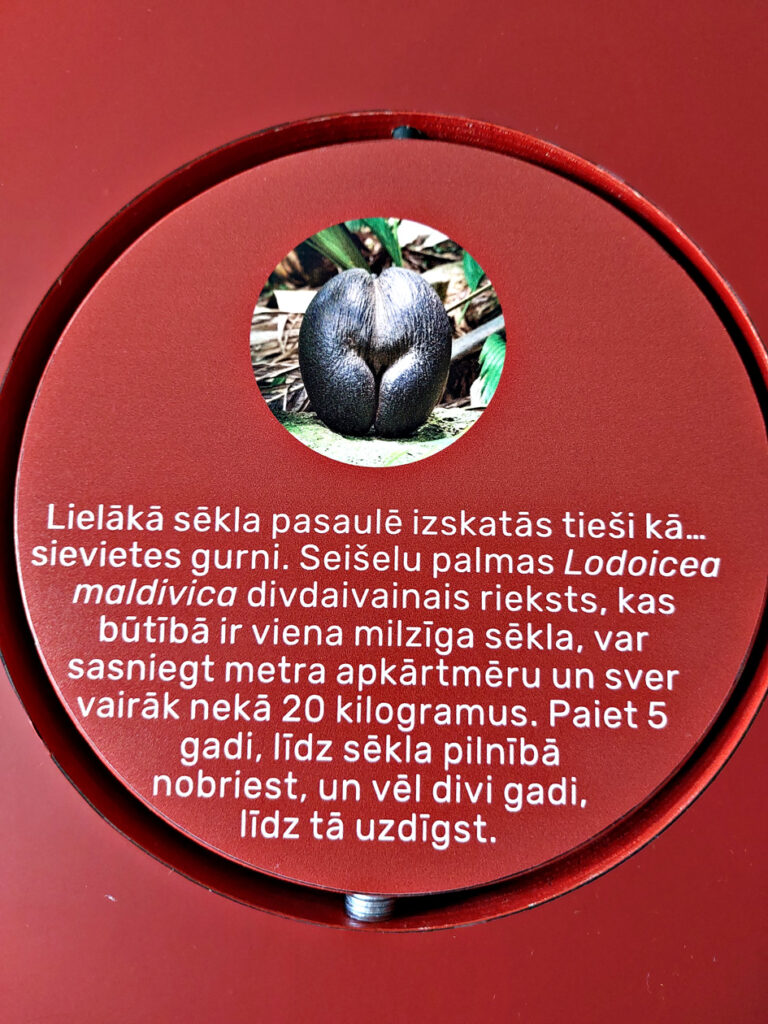 Lielākā sēkla pasaulē izskatās tieši kā...
sievietes gurni. Seišelu palmas Lodoicea
maldivica divdaivainais rieksts, kas
būtībā ir viena milzīga sēkla, var
sasniegt metra apkārtmēru un sver
vairāk nekā 20 kilogramus. Paiet 5
gadi, līdz sēkla pilnībā
nobriest, un vēl divi gadi,
līdz tā uzdīgst.